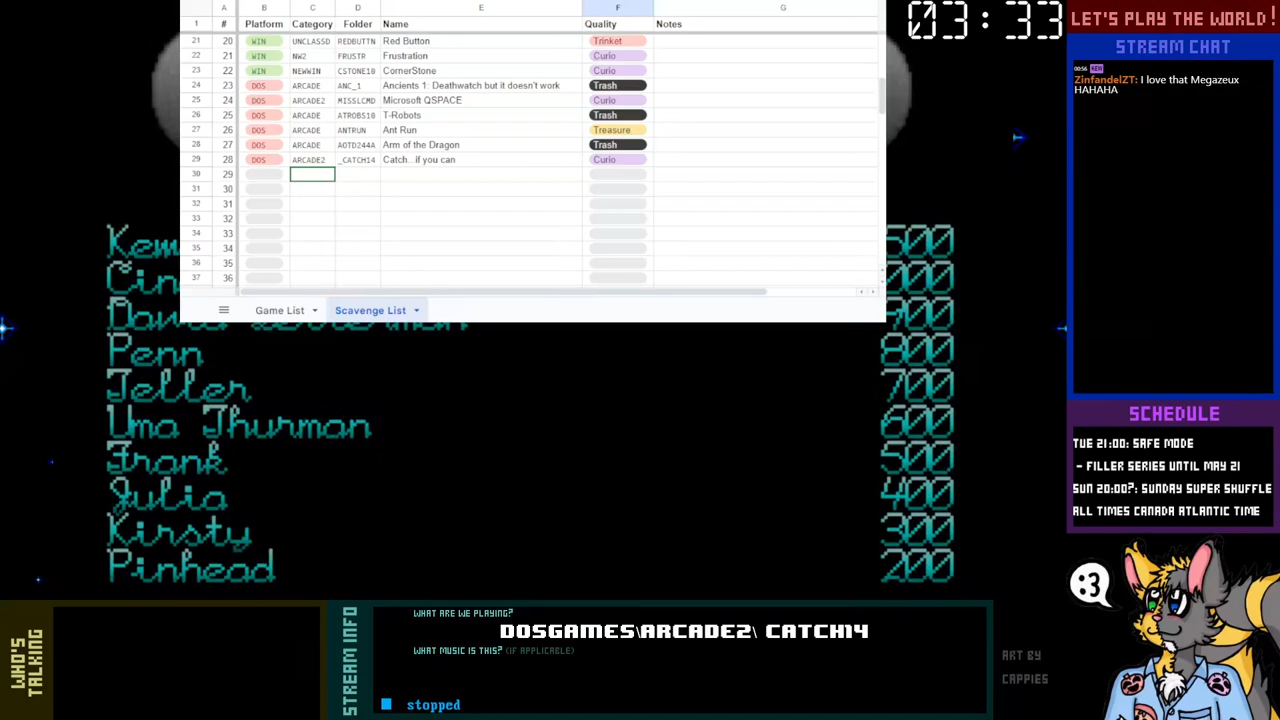 A B C D E F G
1 # Platform Category Folder Name Quality Notes
21 20 WIN UNCLASSD REDBUTTN Red Button Trinket
22 21 WIN NW2 FRUSTR Frustration Curio
23 22 WIN NEWWIN CSTONE10 CornerStone Curio
24 23 DOS ARCADE ANC_1 Ancients 1: Deathwatch but it doesn't work Trash
25 24 DOS ARCADE2 MISSLCMD Microsoft QSPACE Curio
26 25 DOS ARCADE ATROBS10 T-Robots Trash
27 26 DOS ARCADE ANTRUN Ant Run Treasure
28 27 DOS ARCADE AOTD244A Arm of the Dragon Trash
29 28 DOS ARCADE2 _CATCH14 Catch...if you can Curio
30 29
31 30
32 31
33 32
34 33
35 34
36 35
37 36
Game List Scavenge List
03:33
LET'S PLAY THE WORLD!
STREAM CHAT
00:56 NEW
ZinfandelZT: I love that Megazeux
HAHAHA
Penn 800
Teller 700
Uma Thurman 600
Frank 500
Julia 400
Kirsty 300
Pinhead 200
SCHEDULE
TUE 21:00: SAFE MODE
- FILLER SERIES UNTIL MAY 21
SUN 20:00?: SUNDAY SUPER SHUFFLE
ALL TIMES CANADA ATLANTIC TIME
:3
WHO'S TALKING
STREAM INFO
WHAT ARE WE PLAYING?
DOSGAMES\ARCADE2\ CATCH14
WHAT MUSIC IS THIS? (IF APPLICABLE)
stopped
ART BY
CAPPIES